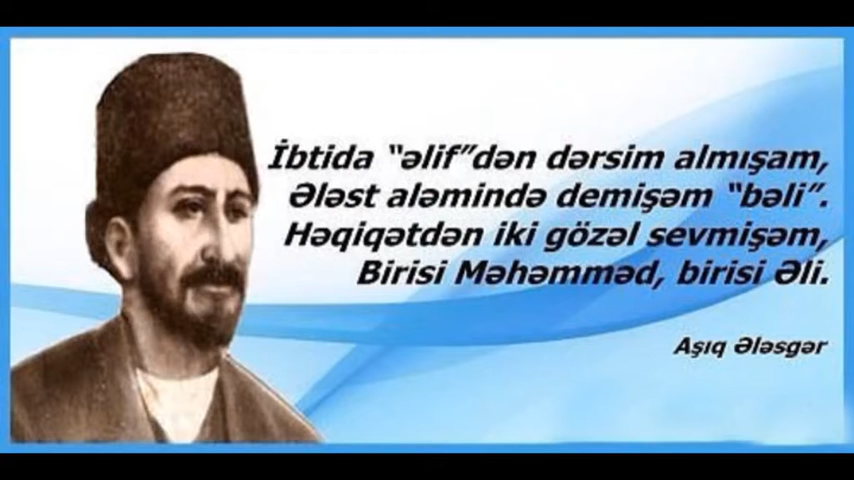 İbtida “əlif”dən dərsim almışam,
Ələst aləmində demişəm “bəli”.
Həqiqətdən iki gözəl sevmişəm,
Birisi Məhəmməd, birisi Əli.
Aşıq Ələsgər